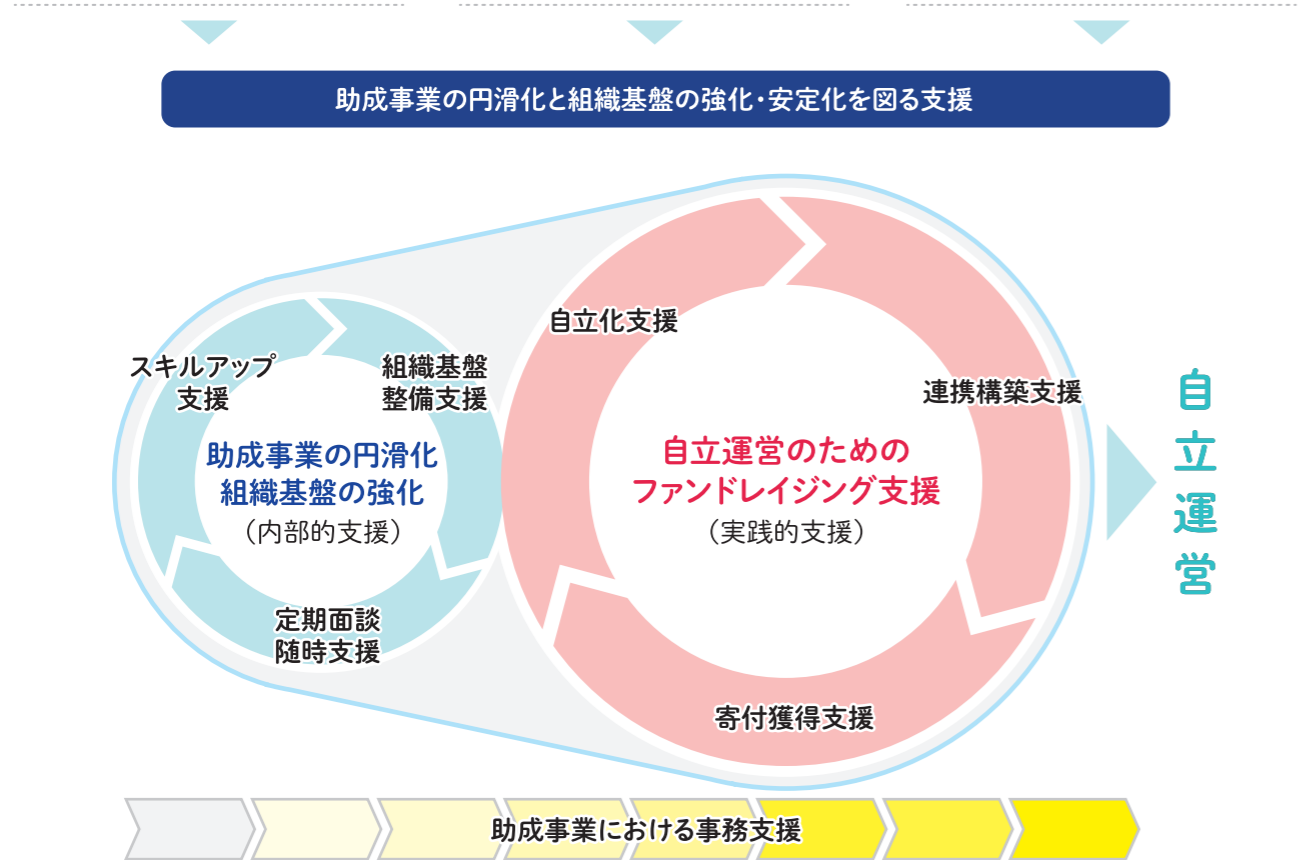 助成事業の円滑化と組織基盤の強化・安定化を図る支援
スキルアップ
支援
組織基盤
整備支援
助成事業の円滑化
組織基盤の強化
（内部的支援）
定期面談
随時支援
自立化支援
連携構築支援
自立運営のための
ファンドレイジング支援
（実践的支援）
寄付獲得支援
自立運営
助成事業における事務支援